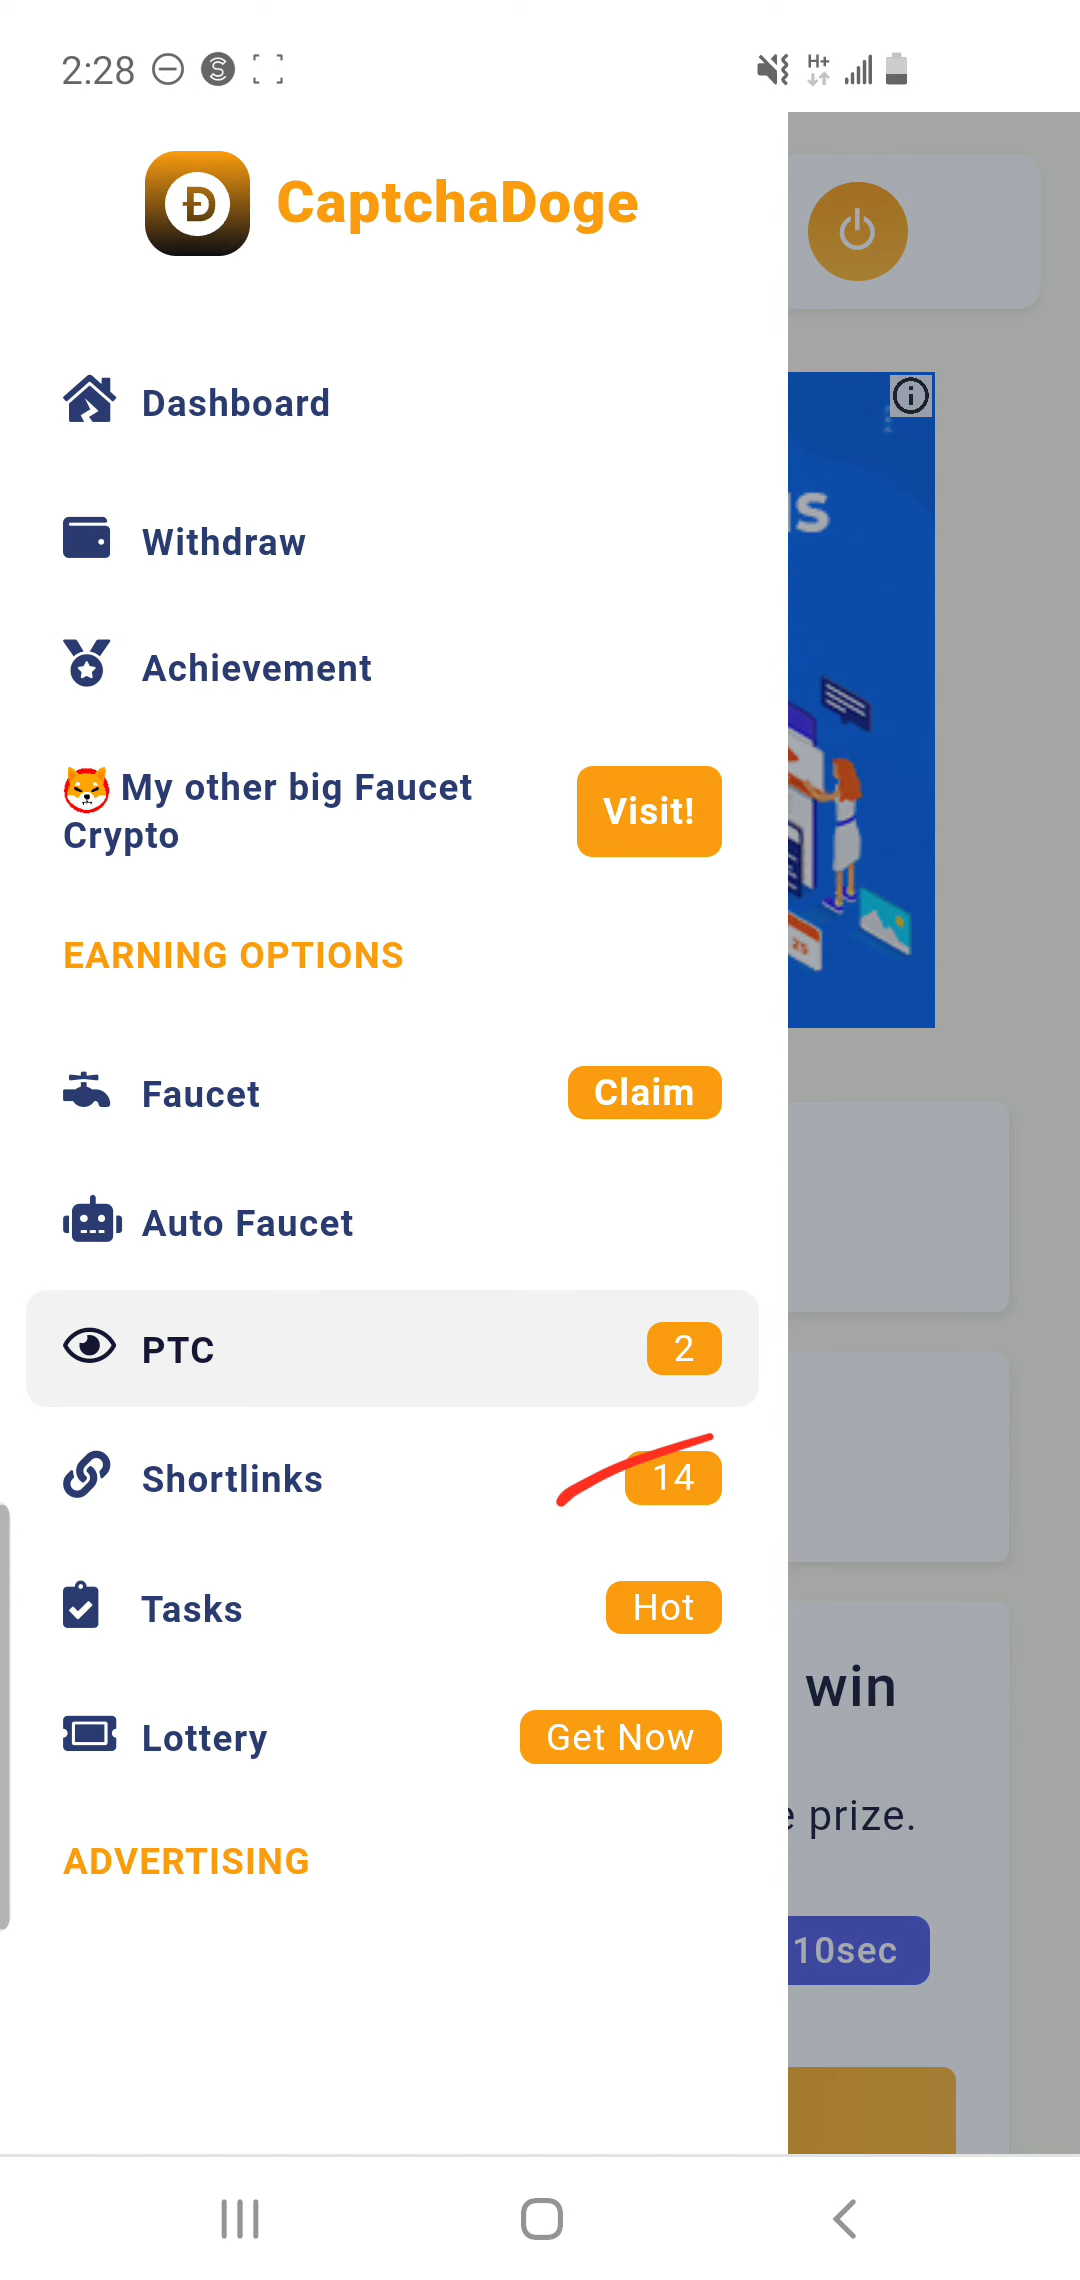 2:28
H+
CaptchaDoge
Dashboard
Withdraw
Achievement
My other big Faucet
Crypto
Visit!
EARNING OPTIONS
Faucet
Claim
Auto Faucet
PTC
2
Shortlinks
14
Tasks
Hot
win
Lottery
Get Now
prize.
ADVERTISING
10sec